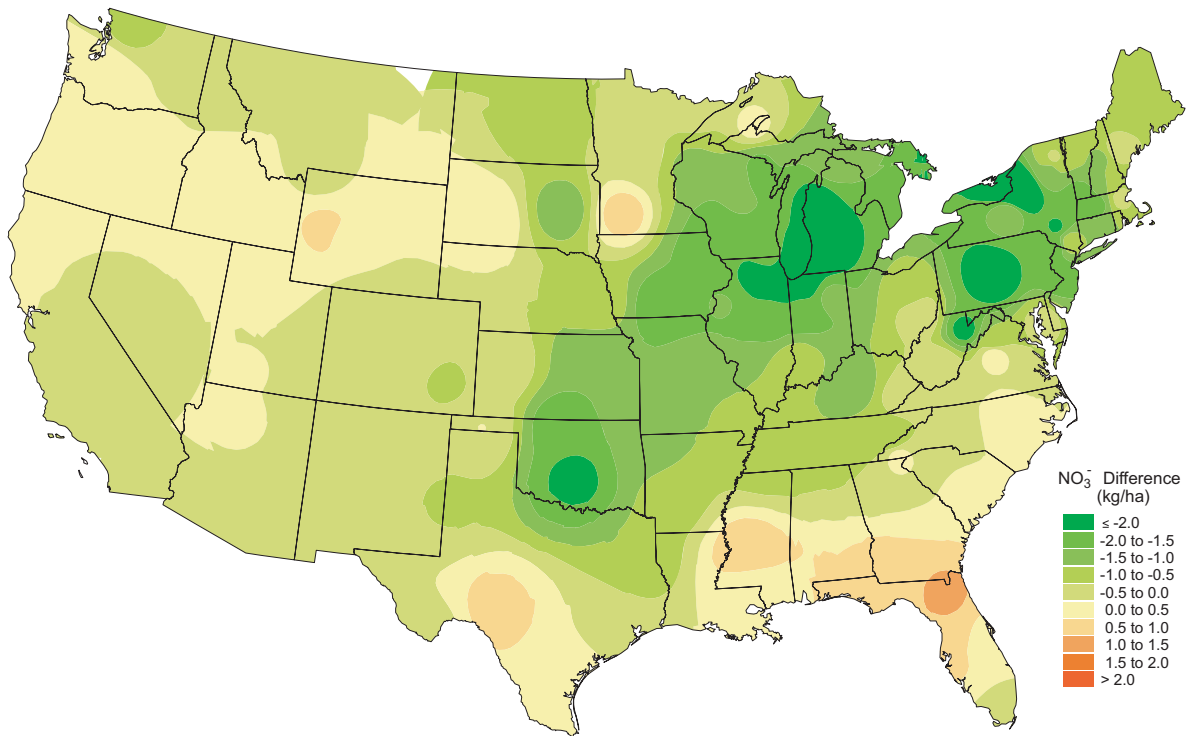 NO₃⁻ Difference
(kg/ha)
≤ -2.0
-2.0 to -1.5
-1.5 to -1.0
-1.0 to -0.5
-0.5 to 0.0
0.0 to 0.5
0.5 to 1.0
1.0 to 1.5
1.5 to 2.0
> 2.0